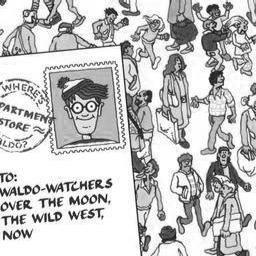 WHERE'S
DEPARTMENT
STORE
WALDO?
TO:
WALDO-WATCHERS
OVER THE MOON,
THE WILD WEST,
NOW